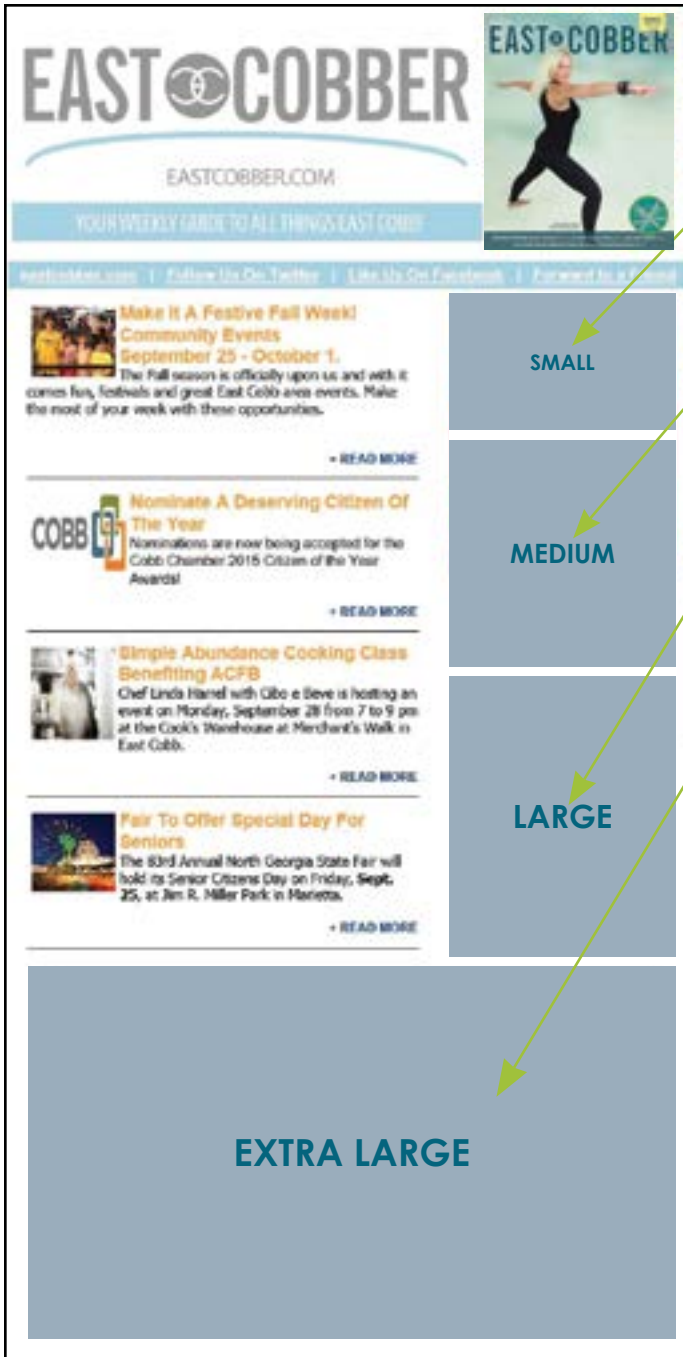 EAST COBBER
EASTCOBBER.COM
YOUR WEEKLY GUIDE TO ALL THINGS EAST COBB
EAST COBBER
eastcobber.com | Follow Us On Twitter | Like Us On Facebook | Forward to a Friend
Make It A Festive Fall Week!
Community Events
September 25 - October 1.
The Fall season is officially upon us and with it
comes fun, festivals and great East Cobb area events. Make
the most of your week with these opportunities.
+ READ MORE
COBB
Nominate A Deserving Citizen Of
The Year
Nominations are now being accepted for the
Cobb Chamber 2015 Citizen of the Year
Awards!
+ READ MORE
Simple Abundance Cooking Class
Benefiting ACFB
Chef Linda Harrel with Cibo e Beve is hosting an
event on Monday, September 28 from 7 to 9 pm
at the Cook's Warehouse at Merchant's Walk in
East Cobb.
+ READ MORE
Fair To Offer Special Day For
Seniors
The 83rd Annual North Georgia State Fair will
hold its Senior Citizens Day on Friday, Sept.
25, at Jim R. Miller Park in Marietta.
+ READ MORE
SMALL
MEDIUM
LARGE
EXTRA LARGE